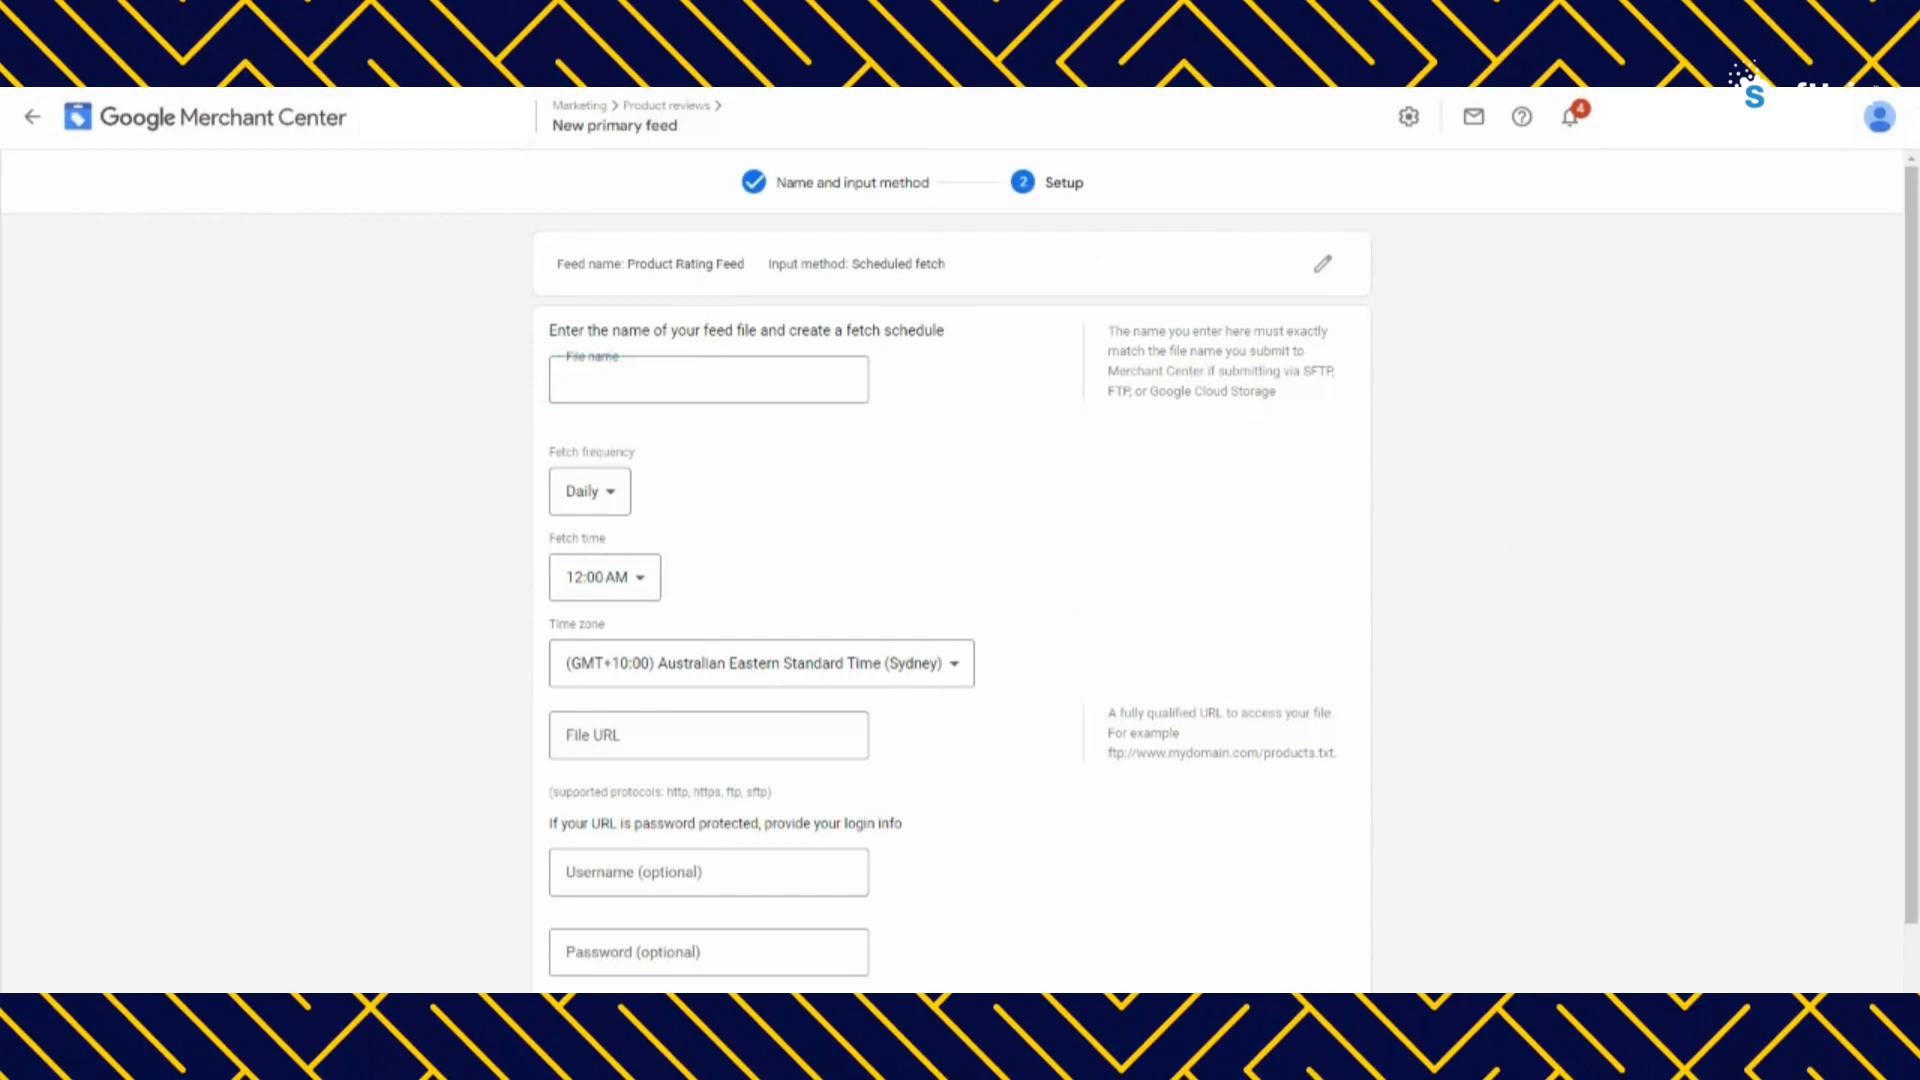 Google Merchant Center
Marketing > Product reviews >
New primary feed
4
S
Name and input method
2 Setup
Feed name: Product Rating Feed Input method: Scheduled fetch
Enter the name of your feed file and create a fetch schedule
File name
The name you enter here must exactly
match the file name you submit to
Merchant Center if submitting via SFTP,
FTP, or Google Cloud Storage
Fetch frequency
Daily
Fetch time
12:00 AM
Time zone
(GMT+10:00) Australian Eastern Standard Time (Sydney)
File URL
A fully qualified URL to access your file.
For example
ftp://www.mydomain.com/products.txt.
(supported protocols: http, https, ftp, sftp)
If your URL is password protected, provide your login info
Username (optional)
Password (optional)